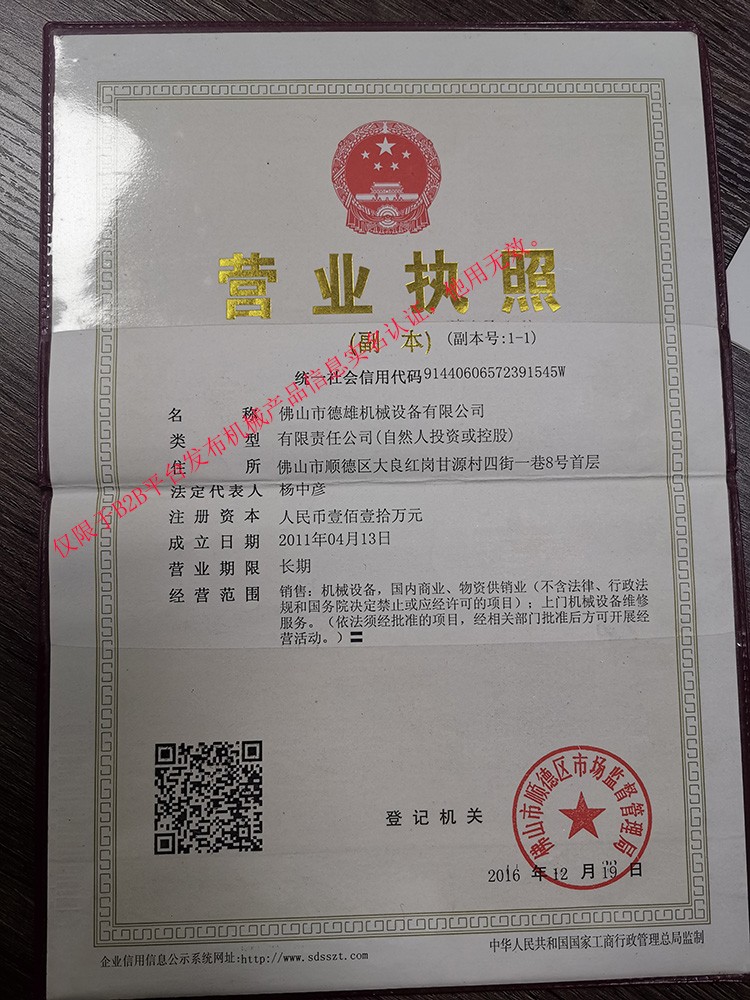 营业执照
(副 本) (副本号:1-1)
统一社会信用代码91440606572391545W
名 称 佛山市德雄机械设备有限公司
类 型 有限责任公司(自然人投资或控股)
住 所 佛山市顺德区大良红岗甘源村四街一巷8号首层
法定代表人 杨中彦
注册资本 人民币壹佰壹拾万元
成立日期 2011年04月13日
营业期限 长期
经营范围 销售：机械设备，国内商业、物资供销业（不含法律、行政法
规和国务院决定禁止或应经许可的项目）；上门机械设备维修
服务。（依法须经批准的项目，经相关部门批准后方可开展经
营活动。）〓
仅限于B2B平台发布机械产品信息实名认证，他用无效。
登记机关
佛山市顺德区市场监督管理局
2016 年 12 月 19 日
企业信用信息公示系统网址:http://www.sdsszt.com
中华人民共和国国家工商行政管理总局监制